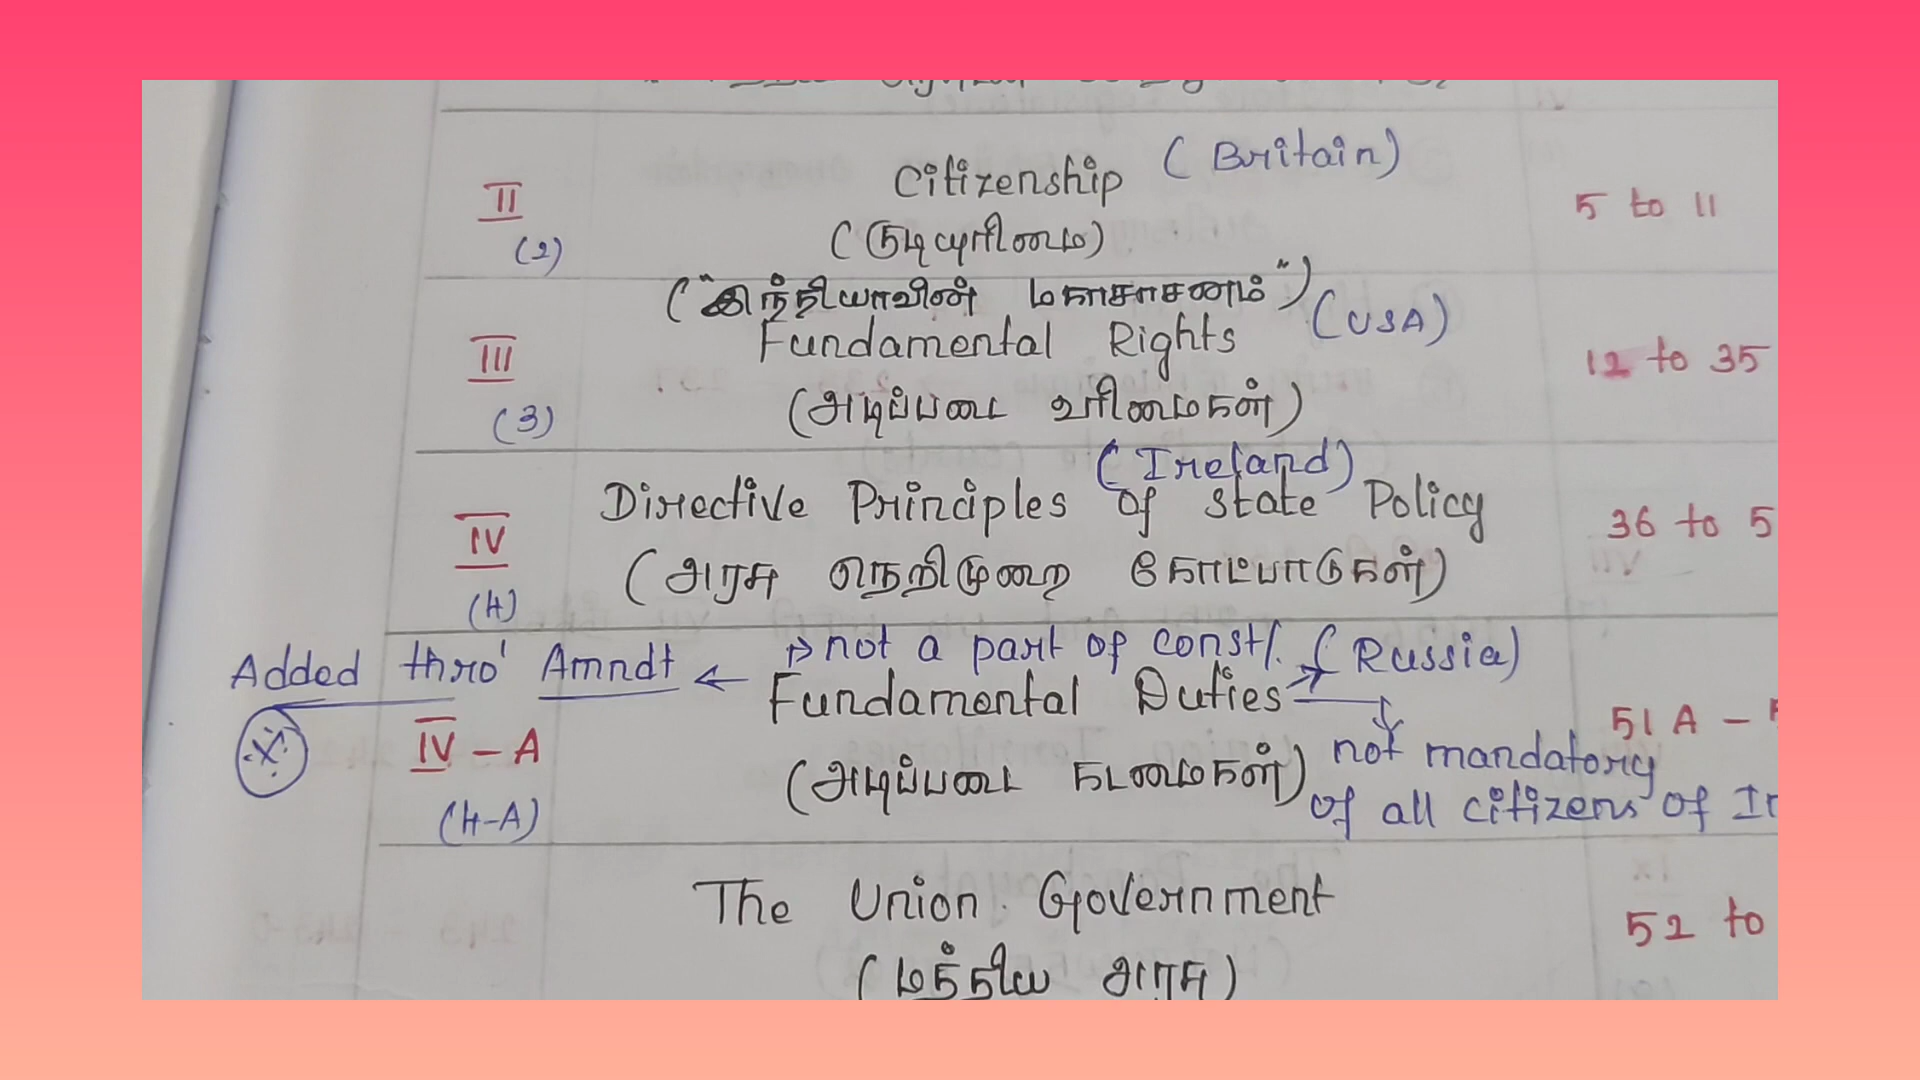 Citizenship (Britain)
II 5 to 11
(2) (குடியுரிமை)
("இந்தியாவின் மகாசாசனம்")
III Fundamental Rights (USA) 12 to 35
(3) (அடிப்படை உரிமைகள்)
(Ireland)
IV Directive Principles of state Policy 36 to 5
(4) (அரசு நெறிமுறை கோட்பாடுகள்)
not a part of const/. (Russia)
Added thro' Amndt ← Fundamental Duties
IV - A 51 A -
(அடிப்படை கடமைகள்) not mandatory
(4-A) of all citizens of
The Union Government 52 to
(மத்திய அரசு)